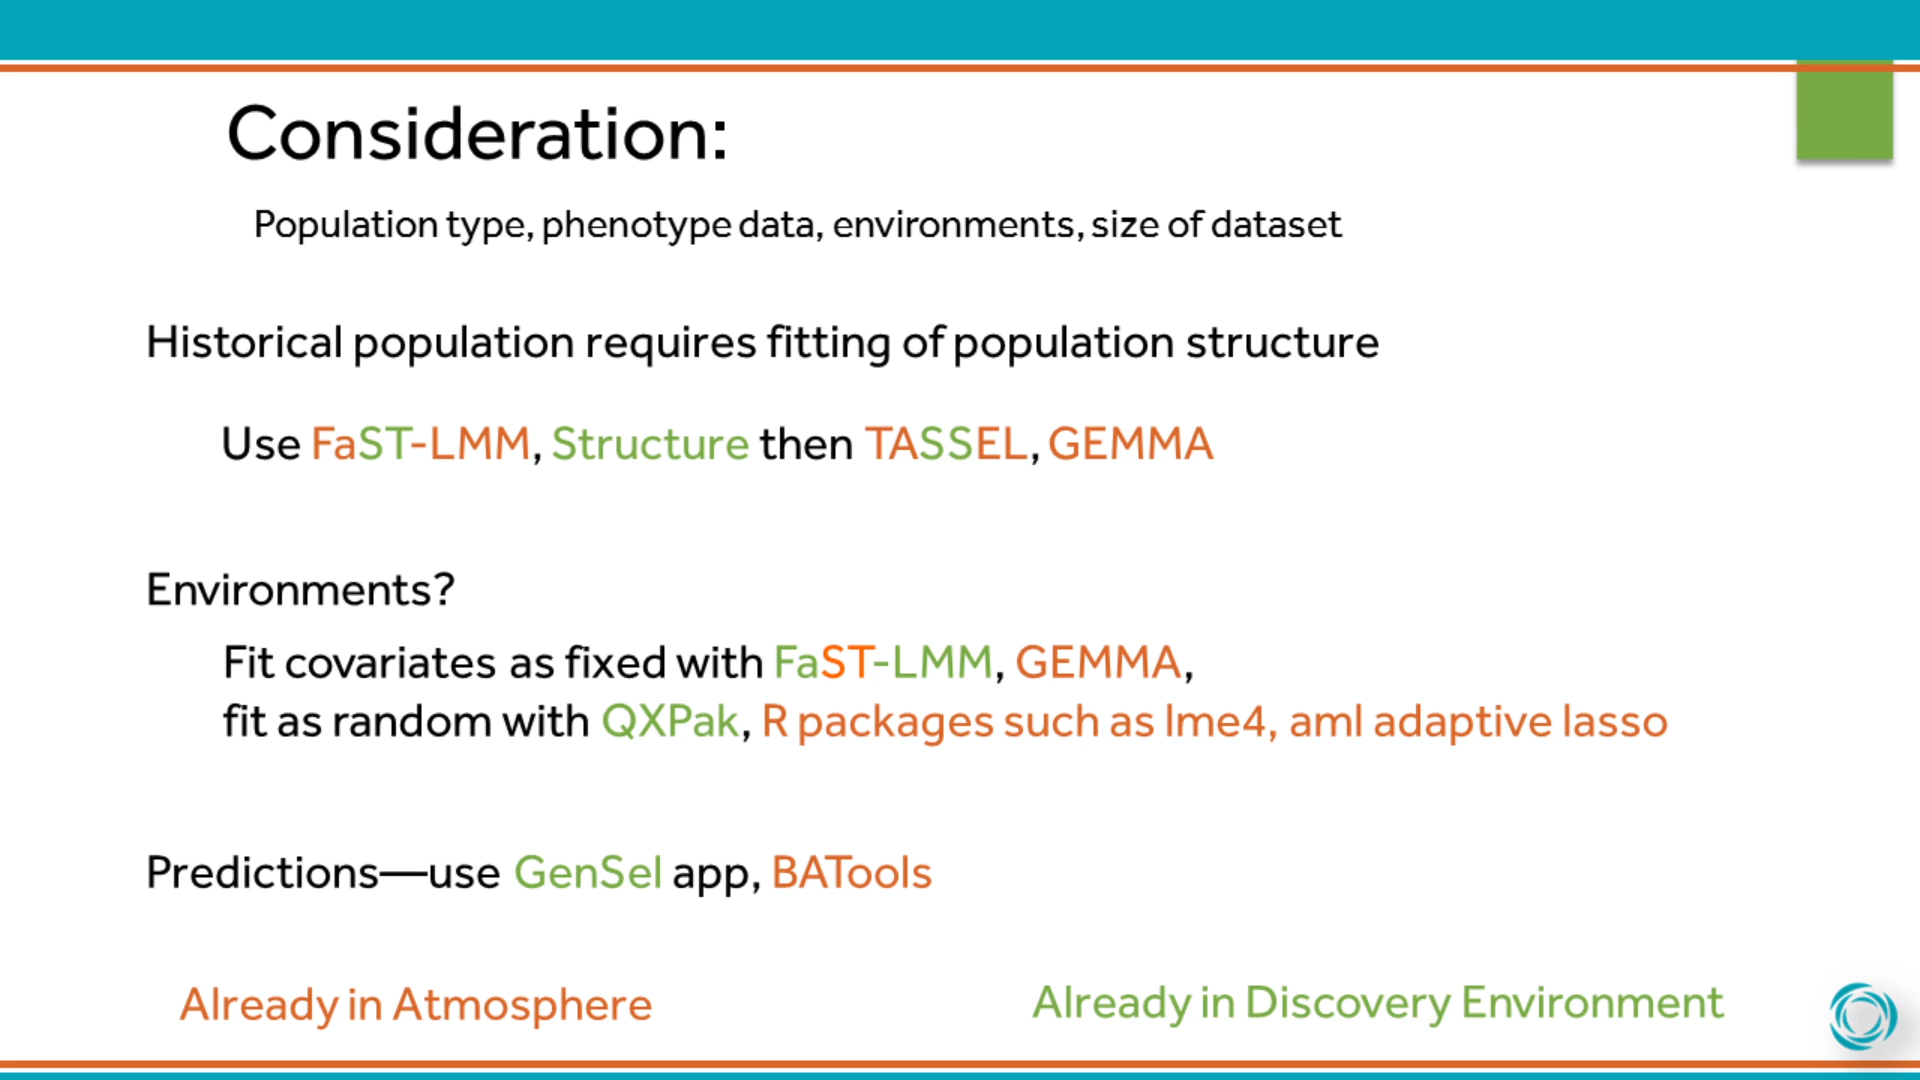 Consideration:
Population type, phenotype data, environments, size of dataset
Historical population requires fitting of population structure
Use FaST-LMM, Structure then TASSEL, GEMMA
Environments?
Fit covariates as fixed with FaST-LMM, GEMMA,
fit as random with QXPak, R packages such as lme4, aml adaptive lasso
Predictions—use GenSel app, BATools
Already in Atmosphere
Already in Discovery Environment